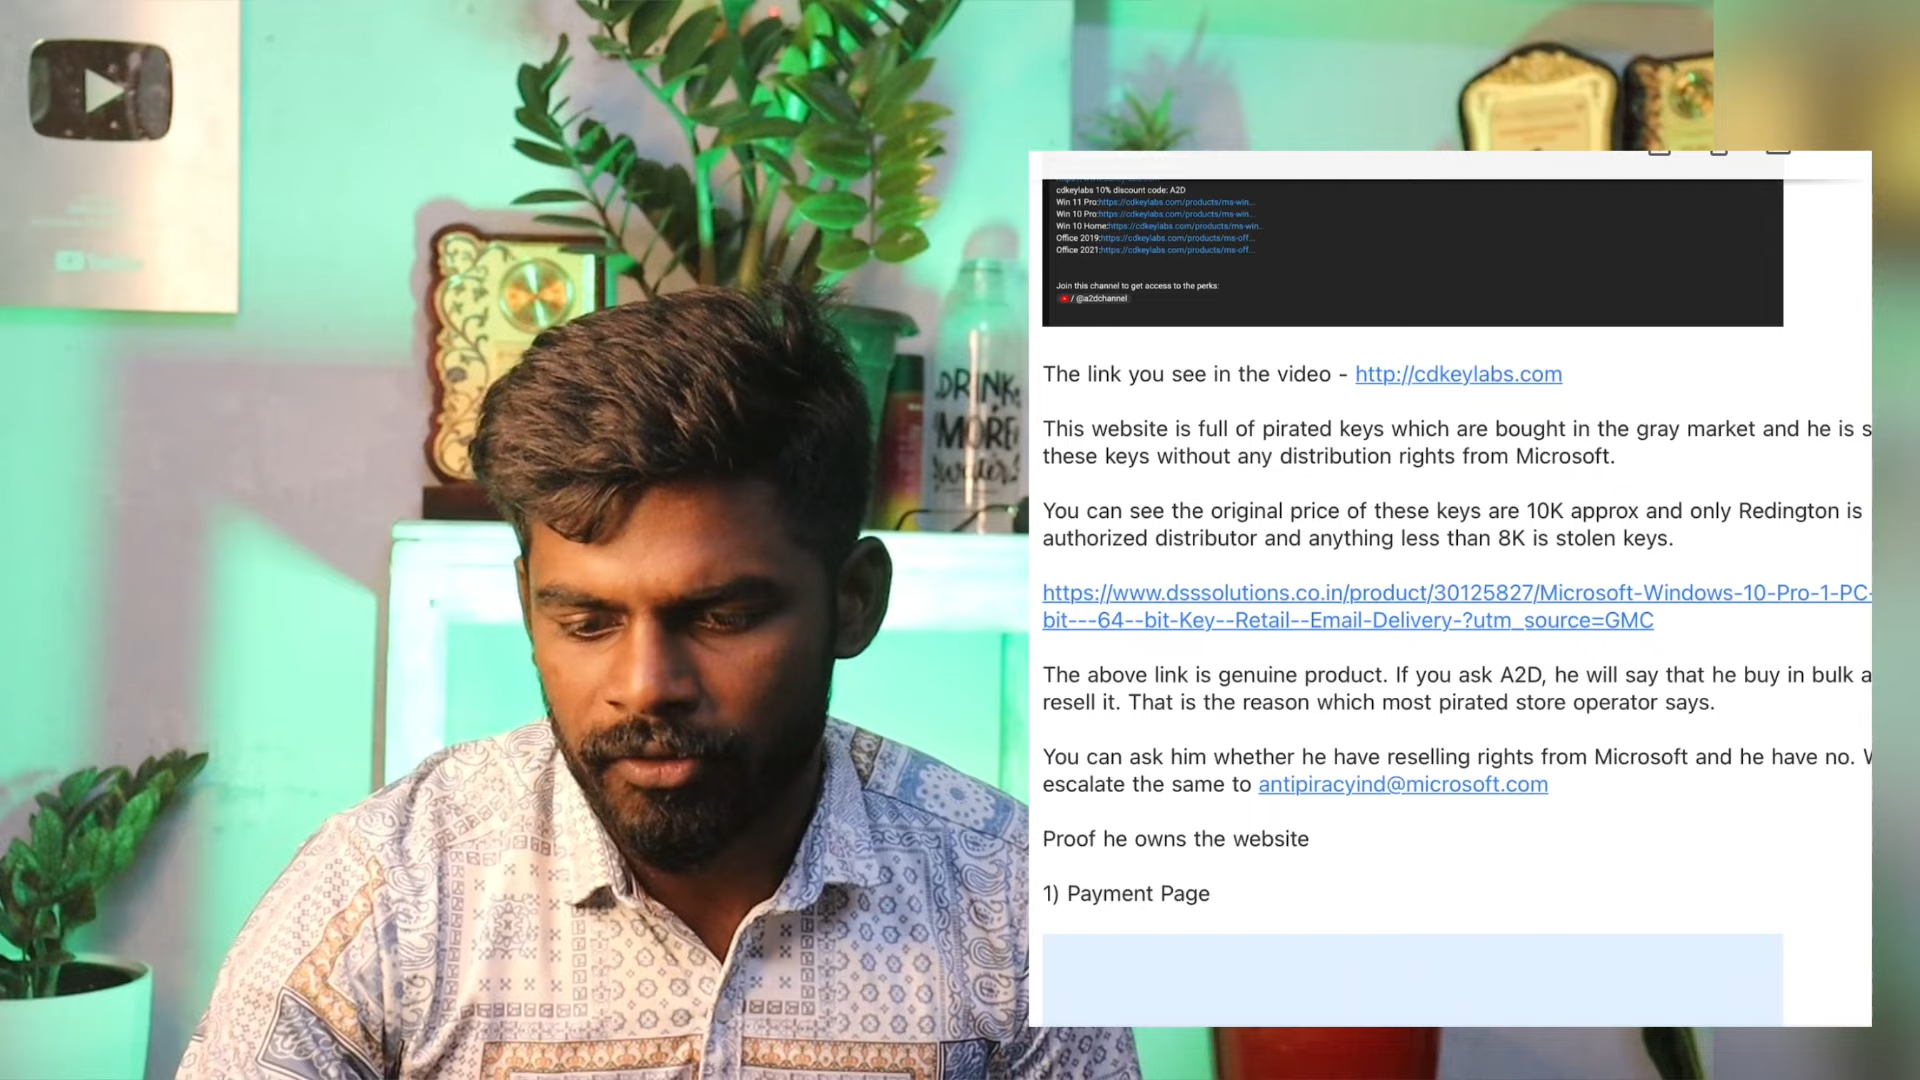 cdkeylabs 10% discount code: A2D
Win 11 Pro:https://cdkeylabs.com/products/ms-win...
Win 10 Pro:https://cdkeylabs.com/products/ms-win...
Win 10 Home:https://cdkeylabs.com/products/ms-win..
Office 2019:https://cdkeylabs.com/products/ms-off...
Office 2021:https://cdkeylabs.com/products/ms-off...
Join this channel to get access to the perks:
/ @a2dchannel
The link you see in the video - http://cdkeylabs.com
This website is full of pirated keys which are bought in the gray market and he is s
these keys without any distribution rights from Microsoft.
You can see the original price of these keys are 10K approx and only Redington is
authorized distributor and anything less than 8K is stolen keys.
https://www.dsssolutions.co.in/product/30125827/Microsoft-Windows-10-Pro-1-PC-
bit---64--bit-Key--Retail--Email-Delivery-?utm_source=GMC
The above link is genuine product. If you ask A2D, he will say that he buy in bulk a
resell it. That is the reason which most pirated store operator says.
You can ask him whether he have reselling rights from Microsoft and he have no. W
escalate the same to antipiracyind@microsoft.com
Proof he owns the website
1) Payment Page
DRINK
MORE
water